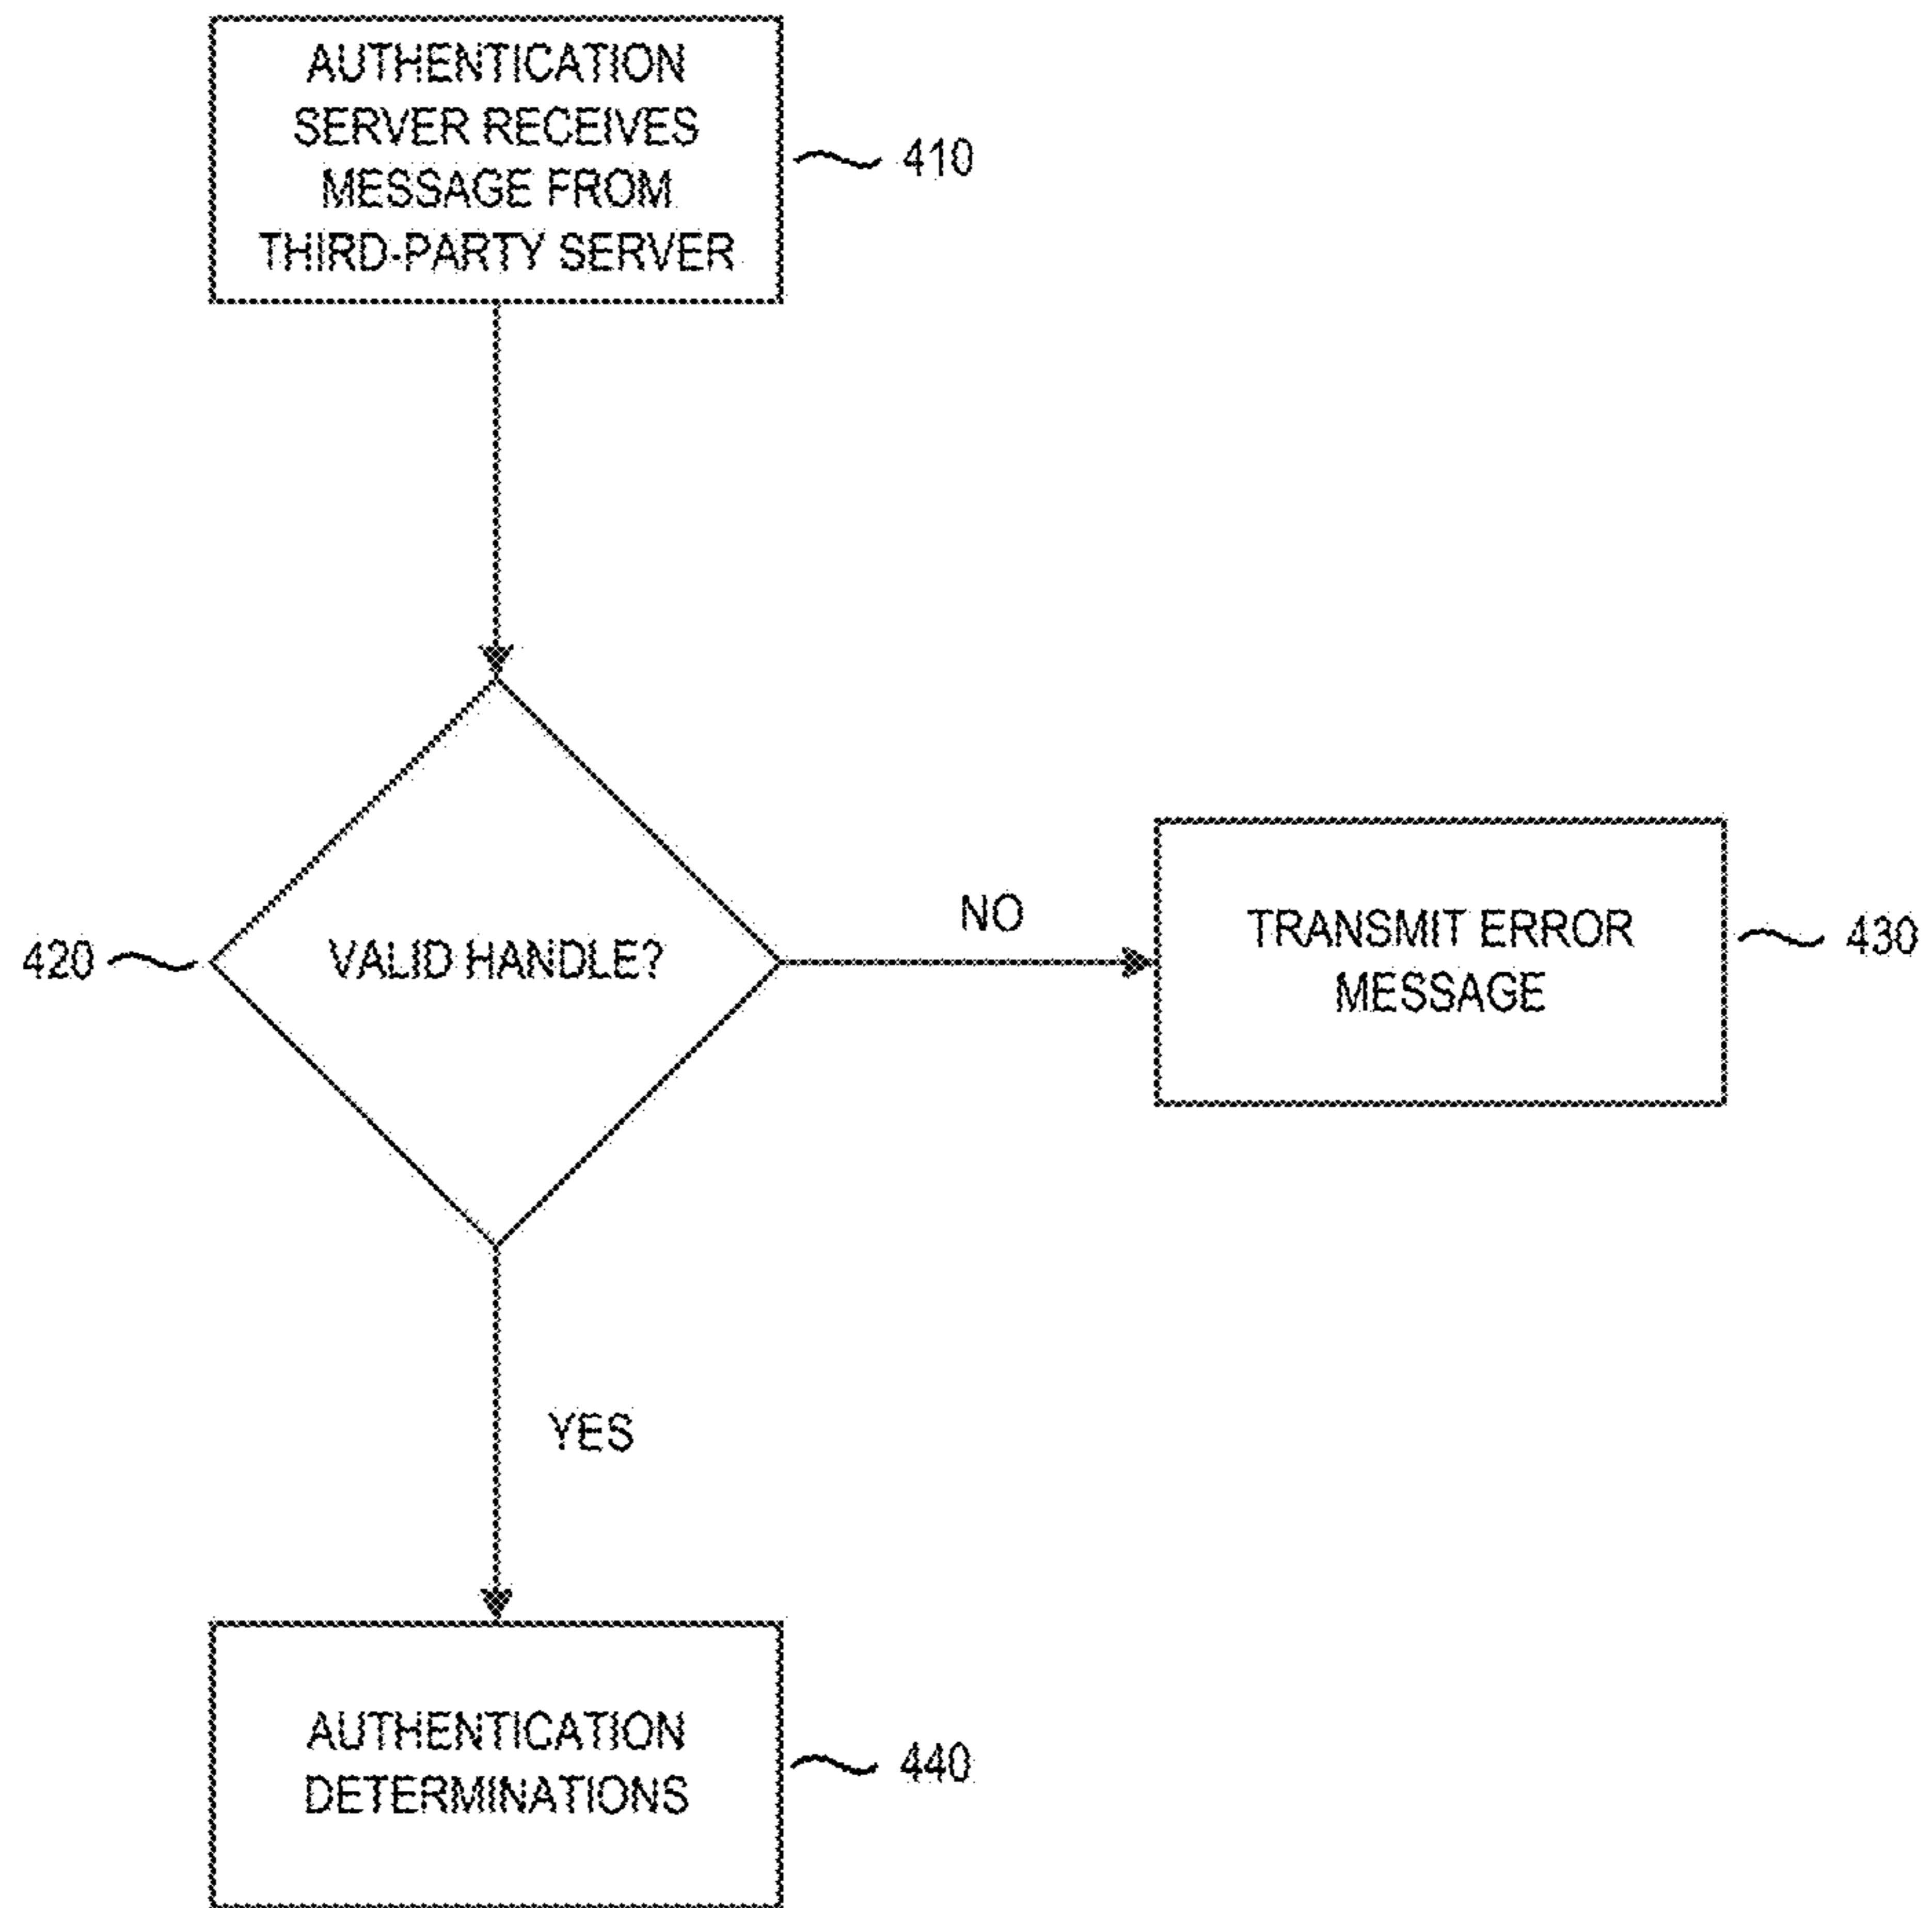 AUTHENTICATION
SERVER RECEIVES
MESSAGE FROM
THIRD-PARTY SERVER
410
420
VALID HANDLE?
NO
TRANSMIT ERROR
MESSAGE
430
YES
AUTHENTICATION
DETERMINATIONS
440